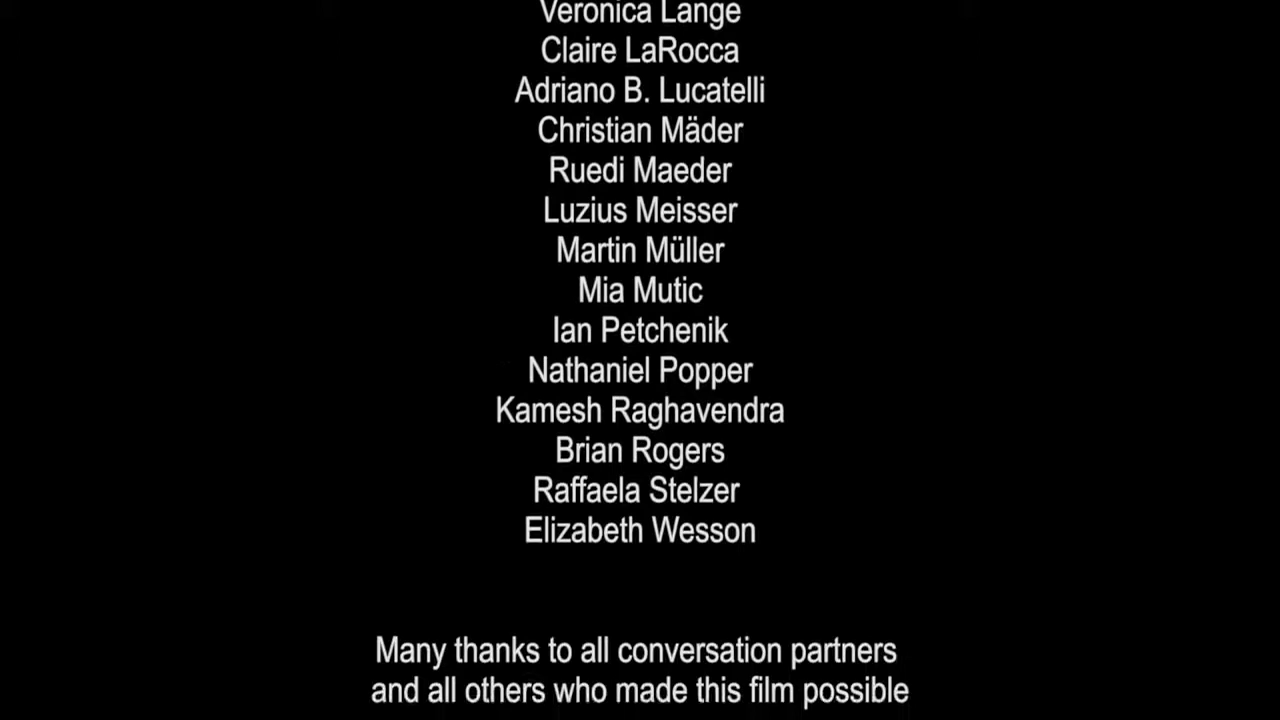 Veronica Lange
Claire LaRocca
Adriano B. Lucatelli
Christian Mäder
Ruedi Maeder
Luzius Meisser
Martin Müller
Mia Mutic
Ian Petchenik
Nathaniel Popper
Kamesh Raghavendra
Brian Rogers
Raffaela Stelzer
Elizabeth Wesson
Many thanks to all conversation partners
and all others who made this film possible